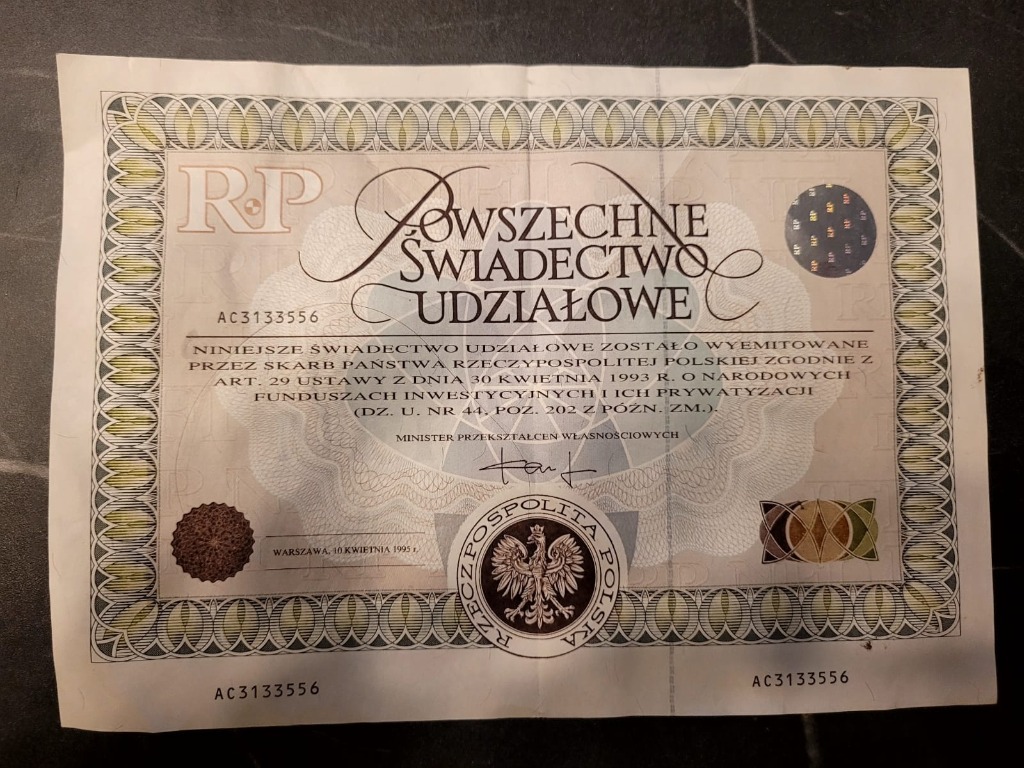 RP
POWSZECHNE
ŚWIADECTWO
UDZIAŁOWE
AC3133556
NINIEJSZE ŚWIADECTWO UDZIAŁOWE ZOSTAŁO WYEMITOWANE
PRZEZ SKARB PAŃSTWA RZECZYPOSPOLITEJ POLSKIEJ ZGODNIE Z
ART. 29 USTAWY Z DNIA 30 KWIETNIA 1993 R. O NARODOWYCH
FUNDUSZACH INWESTYCYJNYCH I ICH PRYWATYZACJI
(DZ. U. NR 44, POZ. 202 Z PÓŹN. ZM.).
MINISTER PRZEKSZTAŁCEŃ WŁASNOŚCIOWYCH
WARSZAWA, 10 KWIETNIA 1995 r.
RZECZPOSPOLITA POLSKA
AC3133556
AC3133556